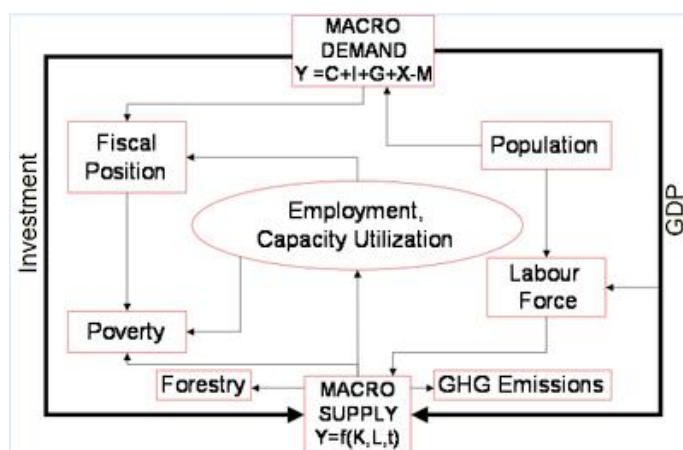 MACRO
DEMAND
Y =C+I+G+X-M
Fiscal
Position
Population
Investment
GDP
Employment,
Capacity Utilization
Labour
Force
Poverty
Forestry
MACRO
SUPPLY
Y=f(K,L,t)
GHG Emissions